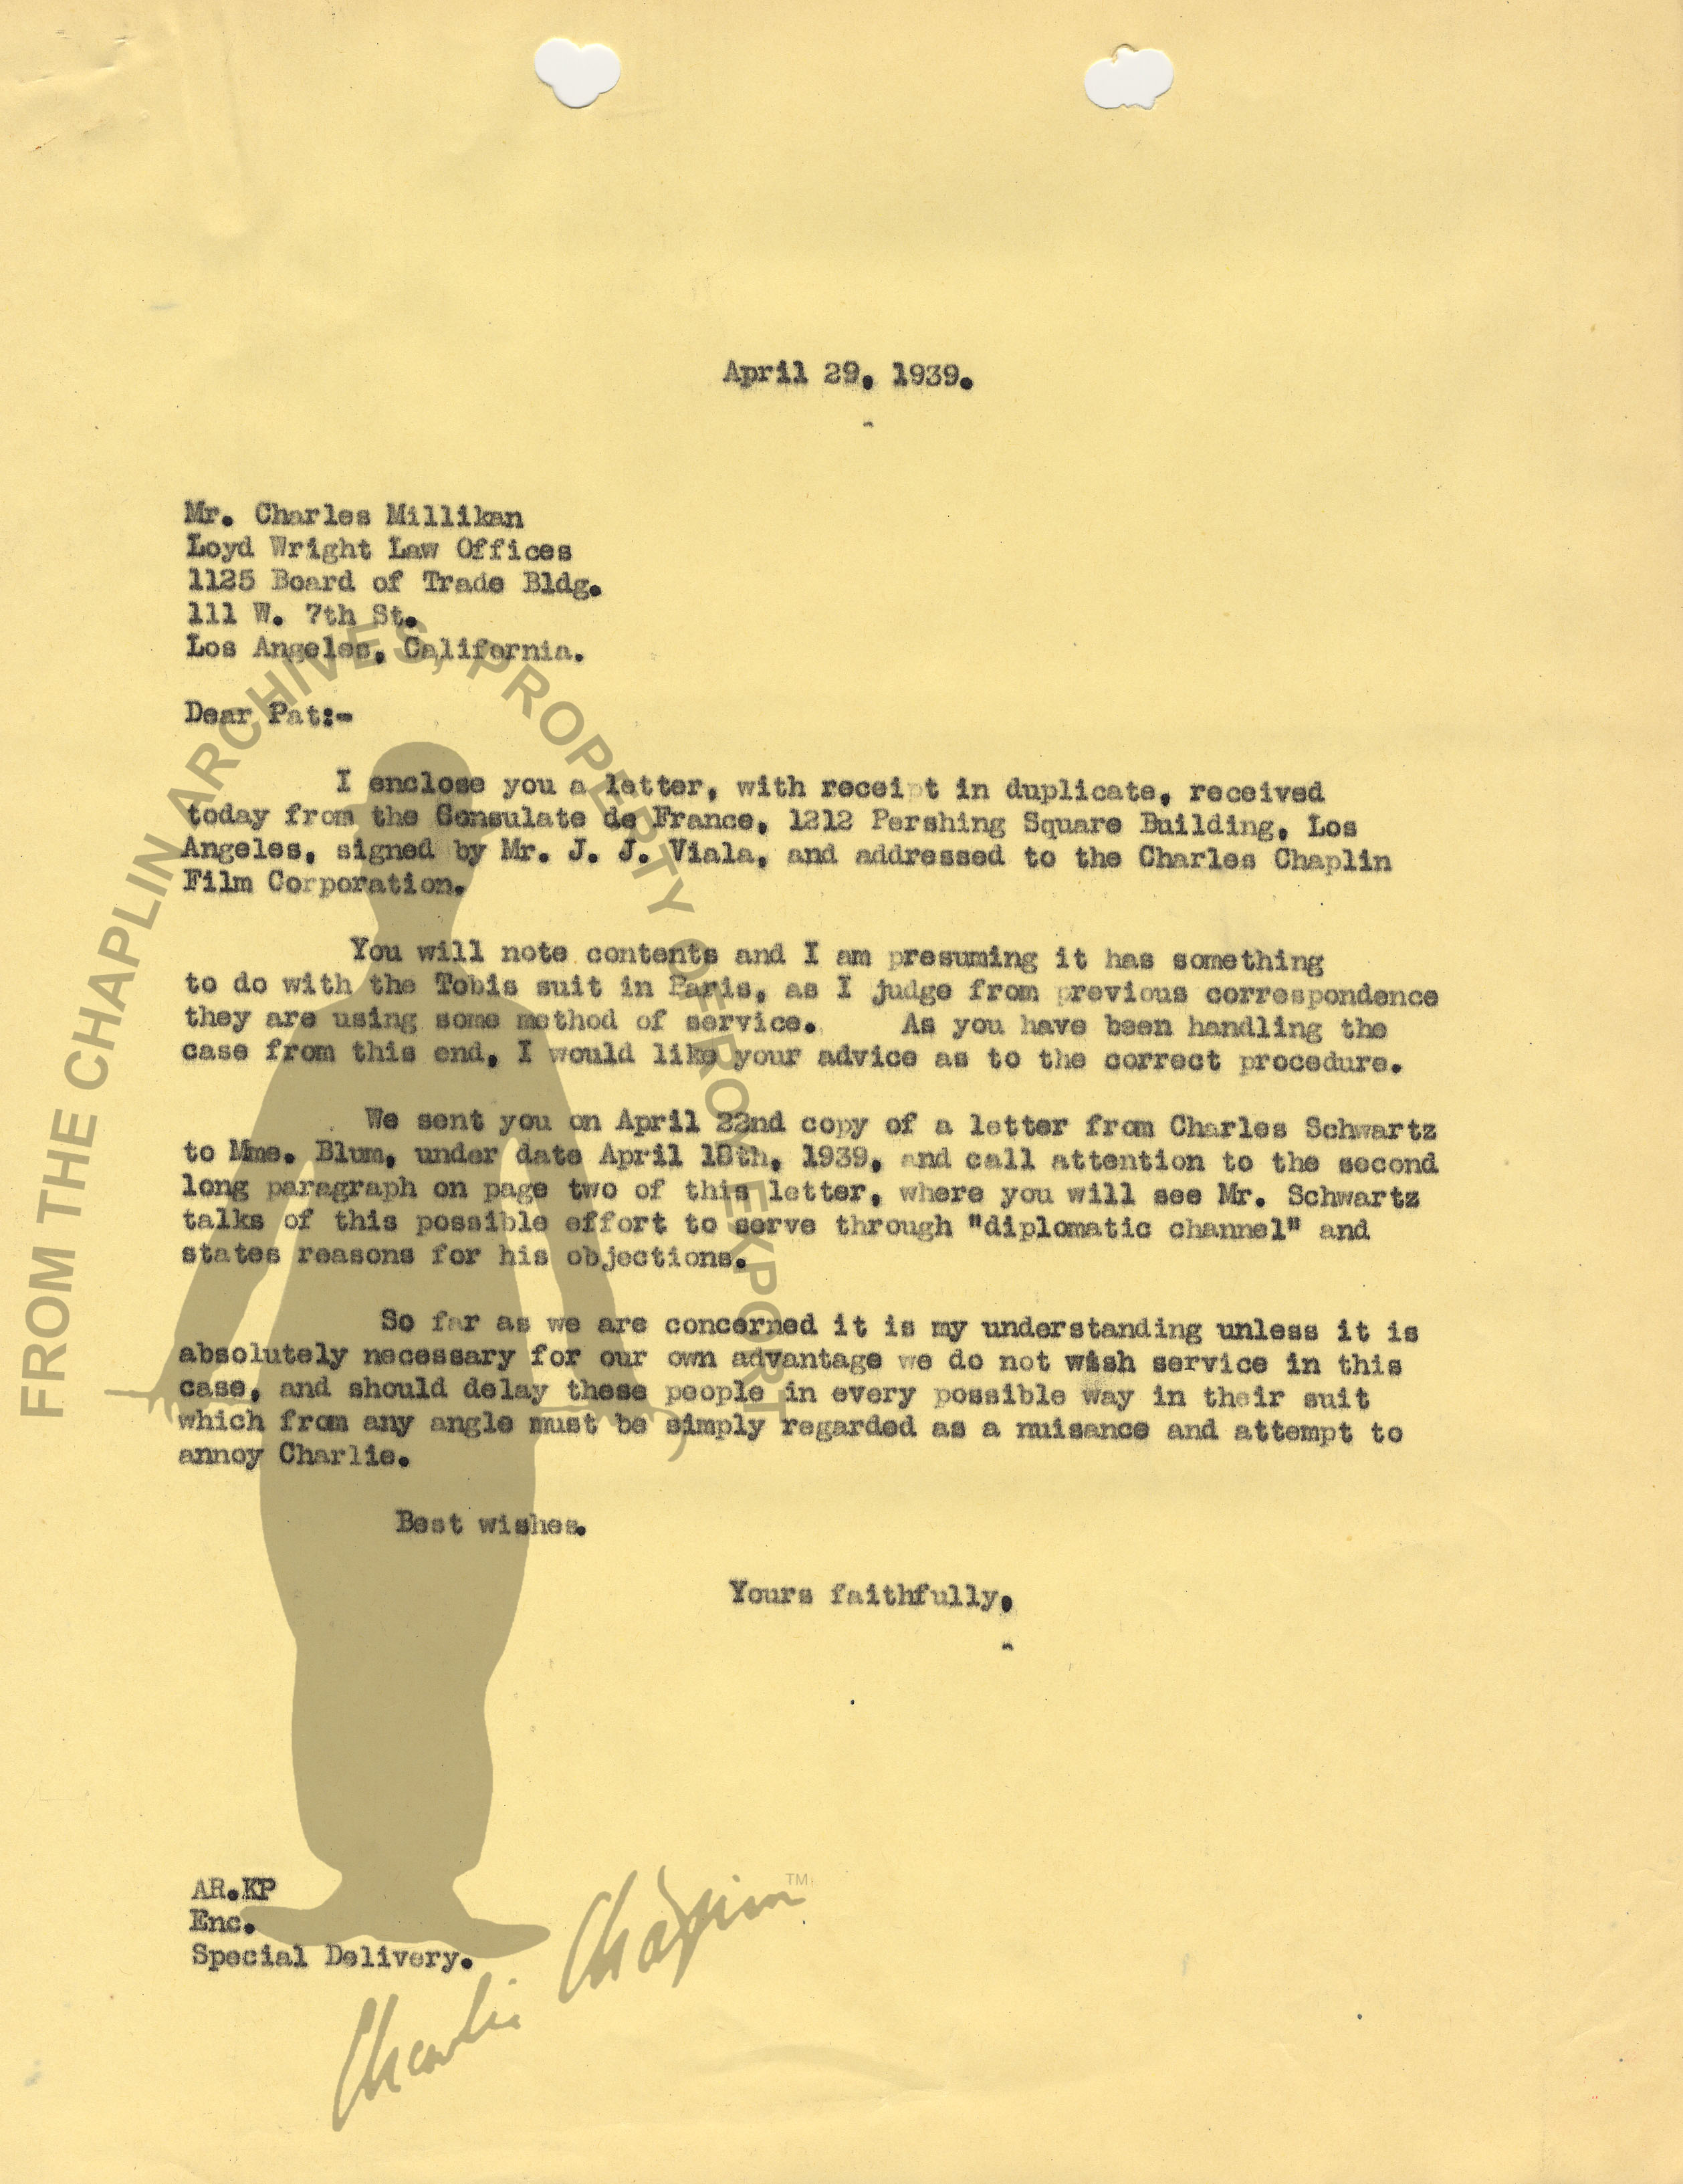 April 29, 1939.
Mr. Charles Millikan
Loyd Wright Law Offices
1125 Board of Trade Bldg.
111 W. 7th St.
Los Angeles, California.
Dear Pat:-
I enclose you a letter, with receipt in duplicate, received
today from the Consulate de France, 1212 Pershing Square Building, Los
Angeles, signed by Mr. J. J. Viala, and addressed to the Charles Chaplin
Film Corporation.
You will note contents and I am presuming it has something
to do with the Tobis suit in Paris, as I judge from previous correspondence
they are using some method of service. As you have been handling the
case from this end, I would like your advice as to the correct procedure.
We sent you on April 22nd copy of a letter from Charles Schwartz
to Mme. Blum, under date April 18th, 1939, and call attention to the second
long paragraph on page two of this letter, where you will see Mr. Schwartz
talks of this possible effort to serve through "diplomatic channel" and
states reasons for his objections.
So far as we are concerned it is my understanding unless it is
absolutely necessary for our own advantage we do not wish service in this
case, and should delay these people in every possible way in their suit
which from any angle must be simply regarded as a nuisance and attempt to
annoy Charlie.
Best wishes.
Yours faithfully,
AR.KP
Enc.
Special Delivery.
FROM THE CHAPLIN ARCHIVES, PROPERTY OF ROY EXPORT
Charlie Chaplin TM